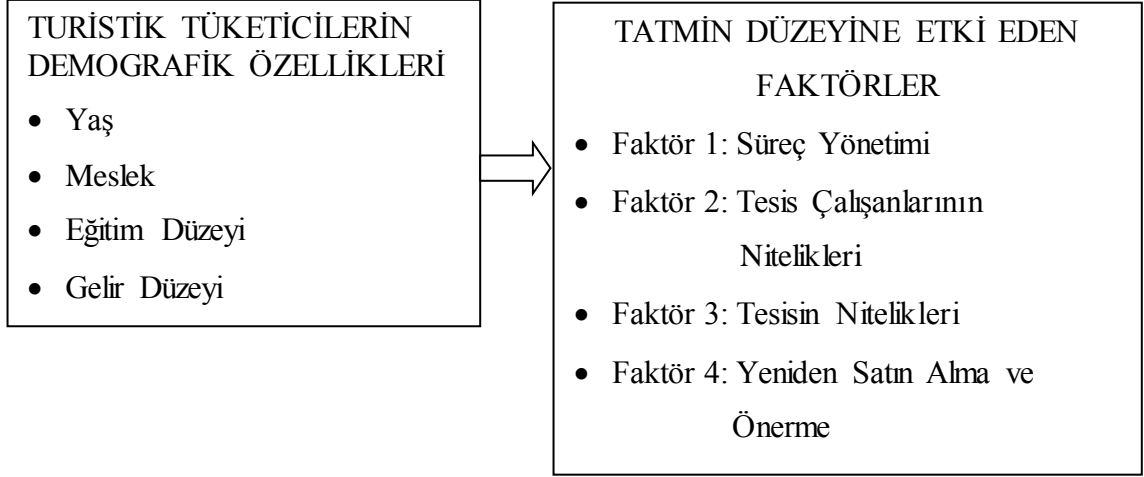 TURİSTİK TÜKETİCİLERİN
DEMOGRAFİK ÖZELLİKLERİ
• Yaş
• Meslek
• Eğitim Düzeyi
• Gelir Düzeyi
TATMİN DÜZEYİNE ETKİ EDEN
FAKTÖRLER
• Faktör 1: Süreç Yönetimi
• Faktör 2: Tesis Çalışanlarının
Nitelikleri
• Faktör 3: Tesisin Nitelikleri
• Faktör 4: Yeniden Satın Alma ve
Önerme